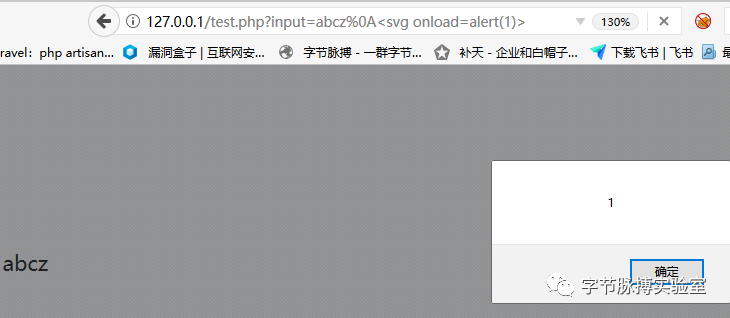 127.0.0.1/test.php?input=abcz%0A<svg onload=alert(1)>
130%
ravel：php artisan...
漏洞盒子 | 互联网安...
字节脉搏 - 一群字节...
补天 - 企业和白帽子...
下载飞书 | 飞书
1
abcz
确定
字节脉搏实验室